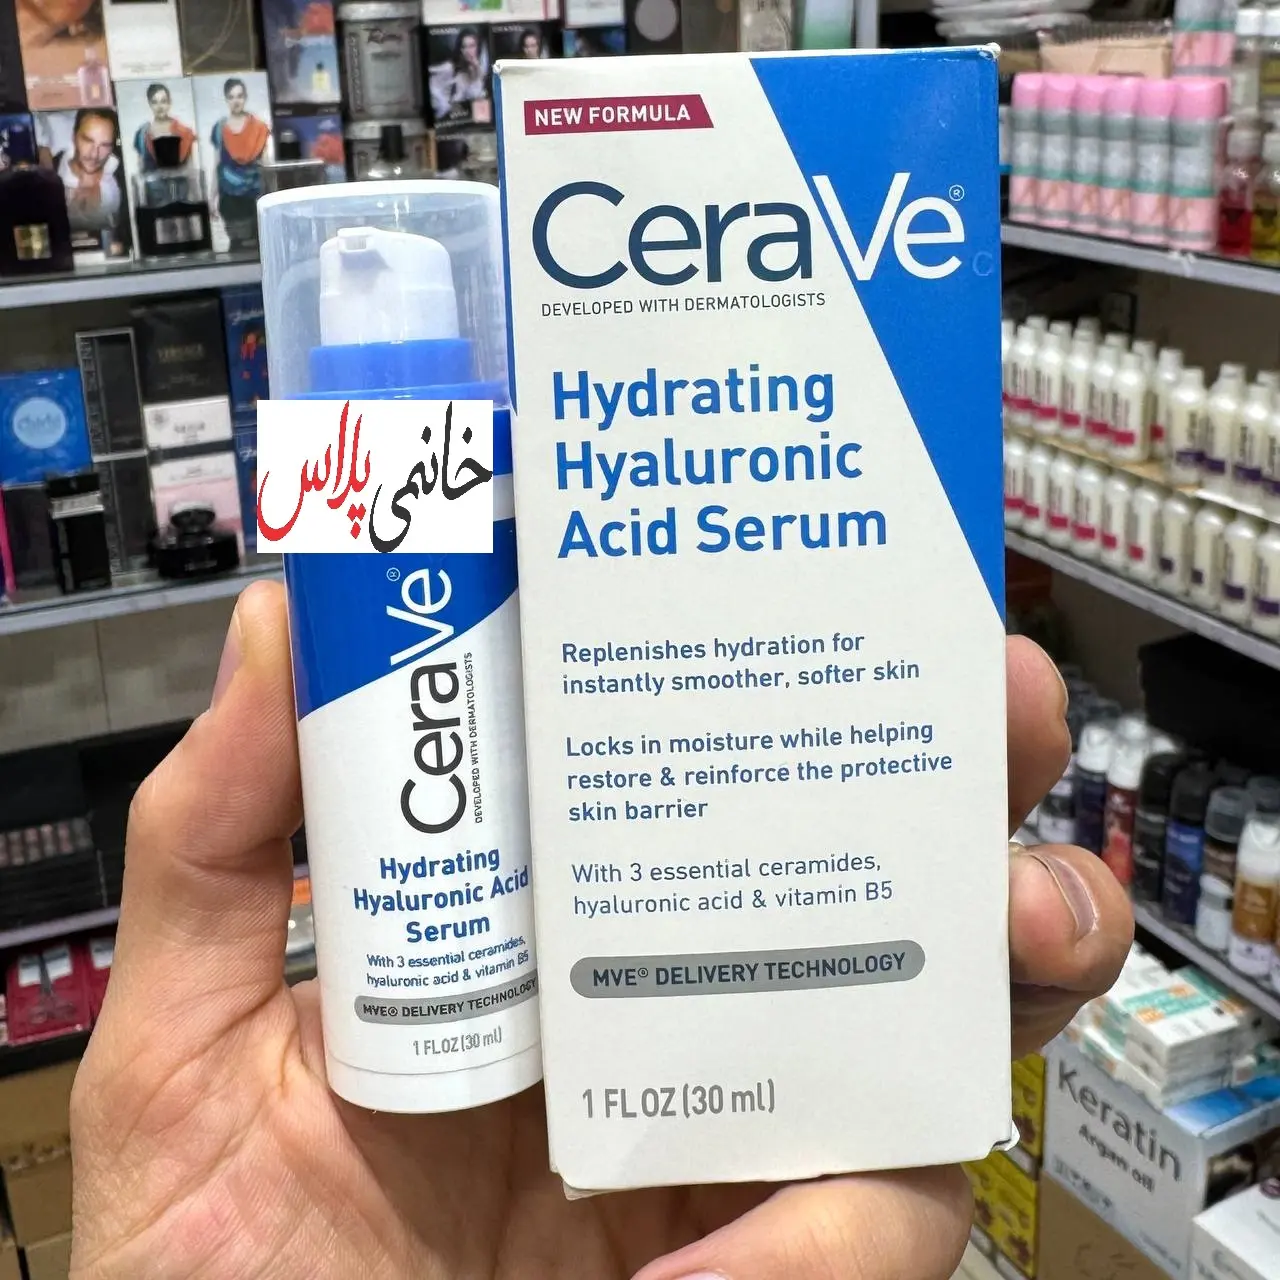 NEW FORMULA
CeraVe®
DEVELOPED WITH DERMATOLOGISTS
Hydrating
Hyaluronic
Acid Serum
Replenishes hydration for
instantly smoother, softer skin
Locks in moisture while helping
restore & reinforce the protective
skin barrier
With 3 essential ceramides,
hyaluronic acid & vitamin B5
MVE® DELIVERY TECHNOLOGY
1 FL OZ (30 ml)
خانمی پلاس
CeraVe®
DEVELOPED WITH DERMATOLOGISTS
Hydrating
Hyaluronic Acid
Serum
With 3 essential ceramides,
hyaluronic acid & vitamin B5
MVE® DELIVERY TECHNOLOGY
1 FL OZ (30 ml)
Keratin
Argan oil